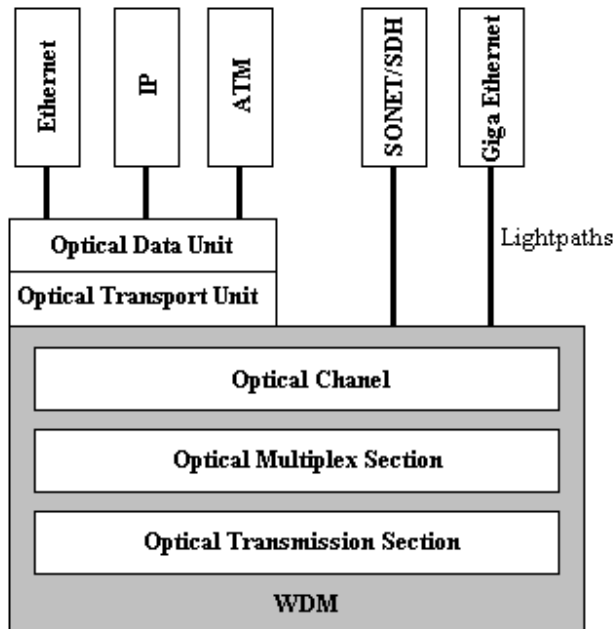 Ethernet
IP
ATM
SONET/SDH
Giga Ethernet
Lightpaths
Optical Data Unit
Optical Transport Unit
Optical Chanel
Optical Multiplex Section
Optical Transmission Section
WDM